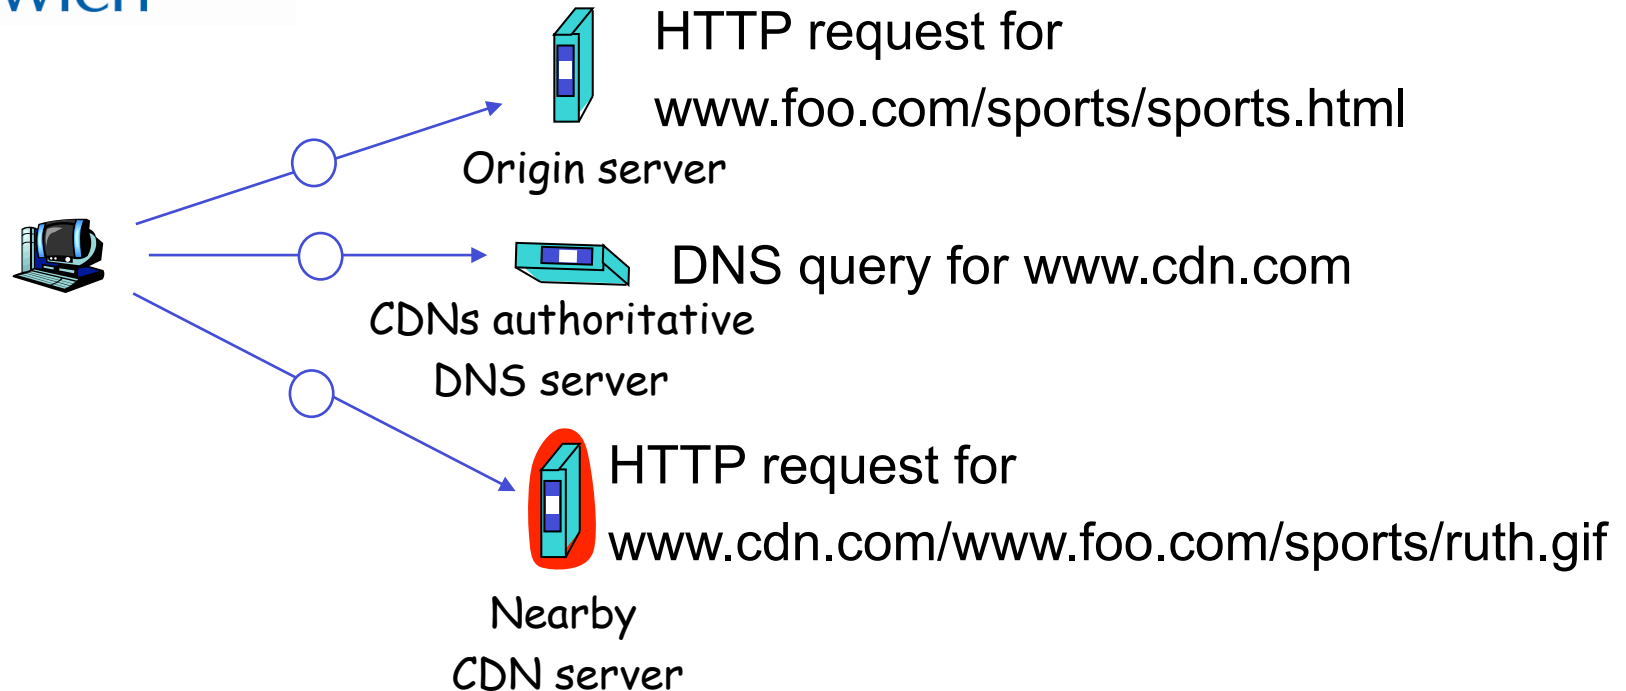 HTTP request for
www.foo.com/sports/sports.html
Origin server
DNS query for www.cdn.com
CDNs authoritative
DNS server
HTTP request for
www.cdn.com/www.foo.com/sports/ruth.gif
Nearby
CDN server